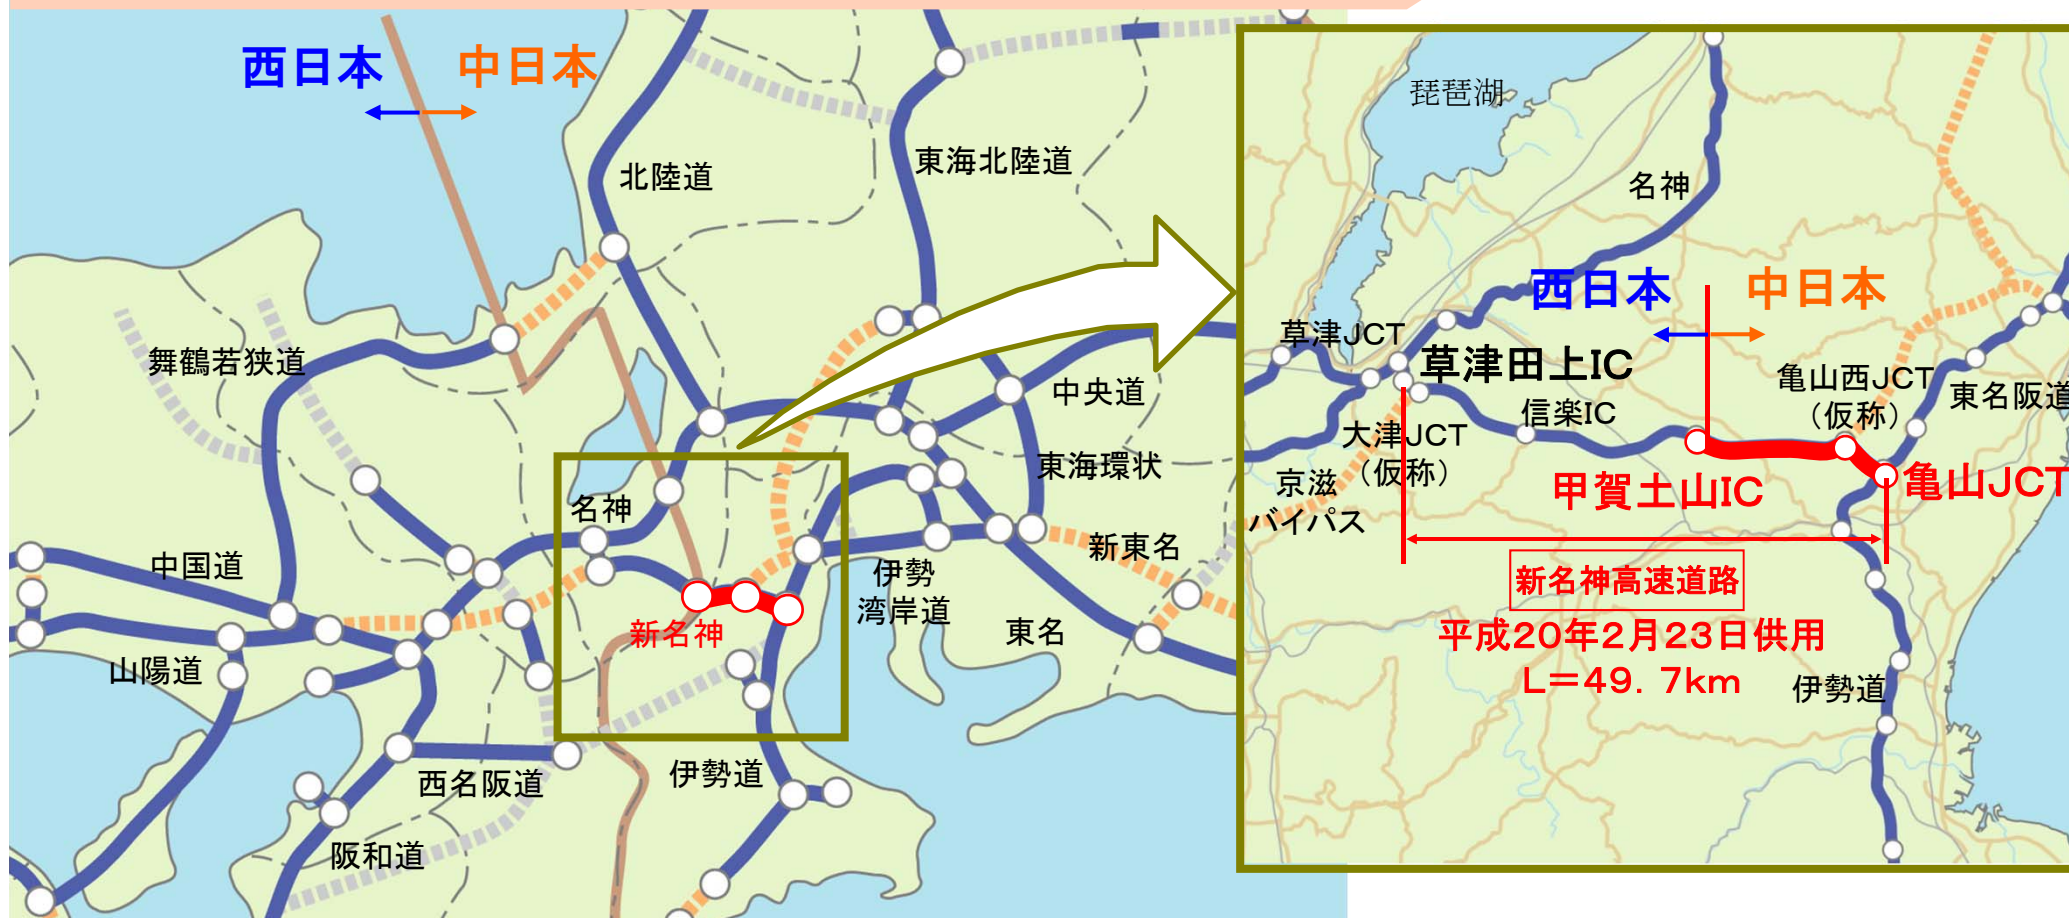 西日本
中日本
北陸道
東海北陸道
舞鶴若狭道
中央道
東海環状
名神
中国道
新東名
伊勢
湾岸道
新名神
東名
山陽道
西名阪道
伊勢道
阪和道
琵琶湖
名神
西日本
中日本
草津JCT
草津田上IC
亀山西JCT
（仮称）
東名阪道
信楽IC
大津JCT
（仮称）
京滋
バイパス
甲賀土山IC
亀山JCT
新名神高速道路
平成20年2月23日供用
L＝49．7km
伊勢道